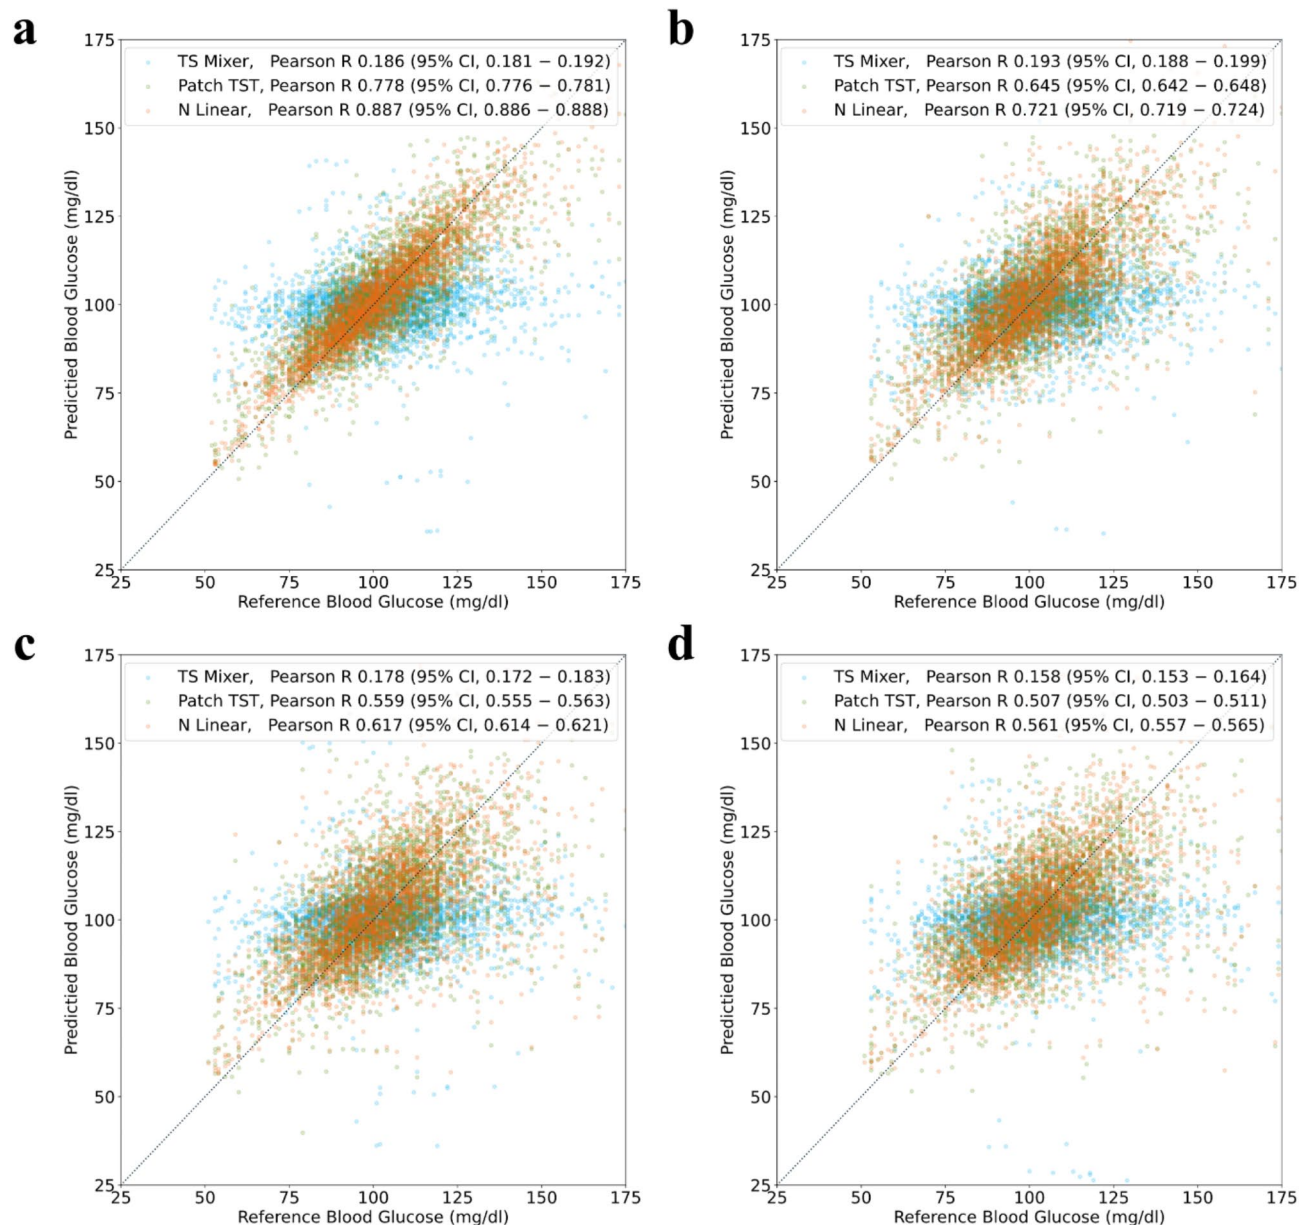 a
175
150
125
100
75
50
25
TS Mixer, Pearson R 0.186 (95% CI, 0.181 − 0.192)
Patch TST, Pearson R 0.778 (95% CI, 0.776 − 0.781)
N Linear, Pearson R 0.887 (95% CI, 0.886 − 0.888)
Predictied Blood Glucose (mg/dl)
25 50 75 100 125 150 175
Reference Blood Glucose (mg/dl)
b
175
150
125
100
75
50
25
TS Mixer, Pearson R 0.193 (95% CI, 0.188 − 0.199)
Patch TST, Pearson R 0.645 (95% CI, 0.642 − 0.648)
N Linear, Pearson R 0.721 (95% CI, 0.719 − 0.724)
Predictied Blood Glucose (mg/dl)
25 50 75 100 125 150 175
Reference Blood Glucose (mg/dl)
c
175
150
125
100
75
50
25
TS Mixer, Pearson R 0.178 (95% CI, 0.172 − 0.183)
Patch TST, Pearson R 0.559 (95% CI, 0.555 − 0.563)
N Linear, Pearson R 0.617 (95% CI, 0.614 − 0.621)
Predictied Blood Glucose (mg/dl)
25 50 75 100 125 150 175
Reference Blood Glucose (mg/dl)
d
175
150
125
100
75
50
25
TS Mixer, Pearson R 0.158 (95% CI, 0.153 − 0.164)
Patch TST, Pearson R 0.507 (95% CI, 0.503 − 0.511)
N Linear, Pearson R 0.561 (95% CI, 0.557 − 0.565)
Predictied Blood Glucose (mg/dl)
25 50 75 100 125 150 175
Reference Blood Glucose (mg/dl)